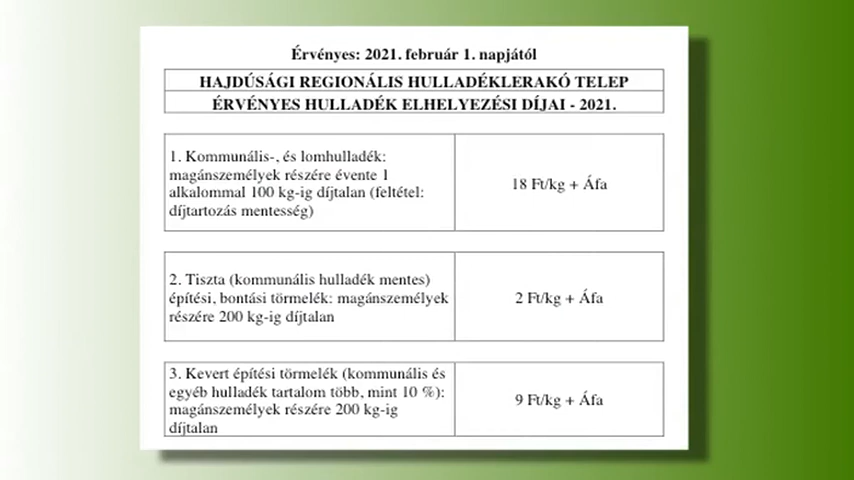 Érvényes: 2021. február 1. napjától
HAJDÚSÁGI REGIONÁLIS HULLADÉKLERAKÓ TELEP
ÉRVÉNYES HULLADÉK ELHELYEZÉSI DÍJAI - 2021.
1. Kommunális-, és lomhulladék:
magánszemélyek részére évente 1
alkalommal 100 kg-ig díjtalan (feltétel:
díjtartozás mentesség)
18 Ft/kg + Áfa
2. Tiszta (kommunális hulladék mentes)
építési, bontási törmelék: magánszemélyek
részére 200 kg-ig díjtalan
2 Ft/kg + Áfa
3. Kevert építési törmelék (kommunális és
egyéb hulladék tartalom több, mint 10 %):
magánszemélyek részére 200 kg-ig
díjtalan
9 Ft/kg + Áfa